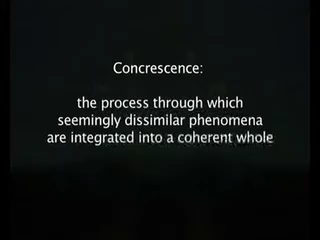 Concrescence:
the process through which
seemingly dissimilar phenomena
are integrated into a coherent whole